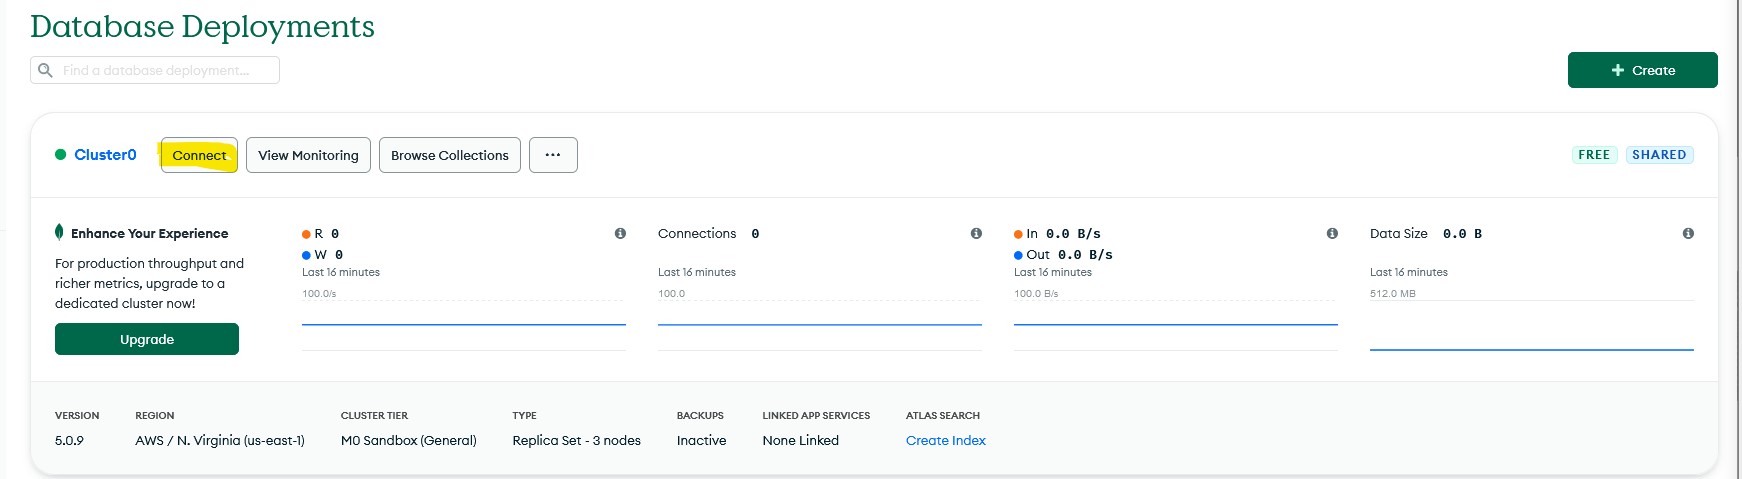 Database Deployments
Find a database deployment...
+ Create
Cluster0 Connect View Monitoring Browse Collections ... FREE SHARED
Enhance Your Experience
For production throughput and
richer metrics, upgrade to a
dedicated cluster now!
Upgrade
R 0
W 0
Last 16 minutes
100.0/s
Connections 0
Last 16 minutes
100.0
In 0.0 B/s
Out 0.0 B/s
Last 16 minutes
100.0 B/s
Data Size 0.0 B
Last 16 minutes
512.0 MB
VERSION REGION CLUSTER TIER TYPE BACKUPS LINKED APP SERVICES ATLAS SEARCH
5.0.9 AWS / N. Virginia (us-east-1) M0 Sandbox (General) Replica Set - 3 nodes Inactive None Linked Create Index